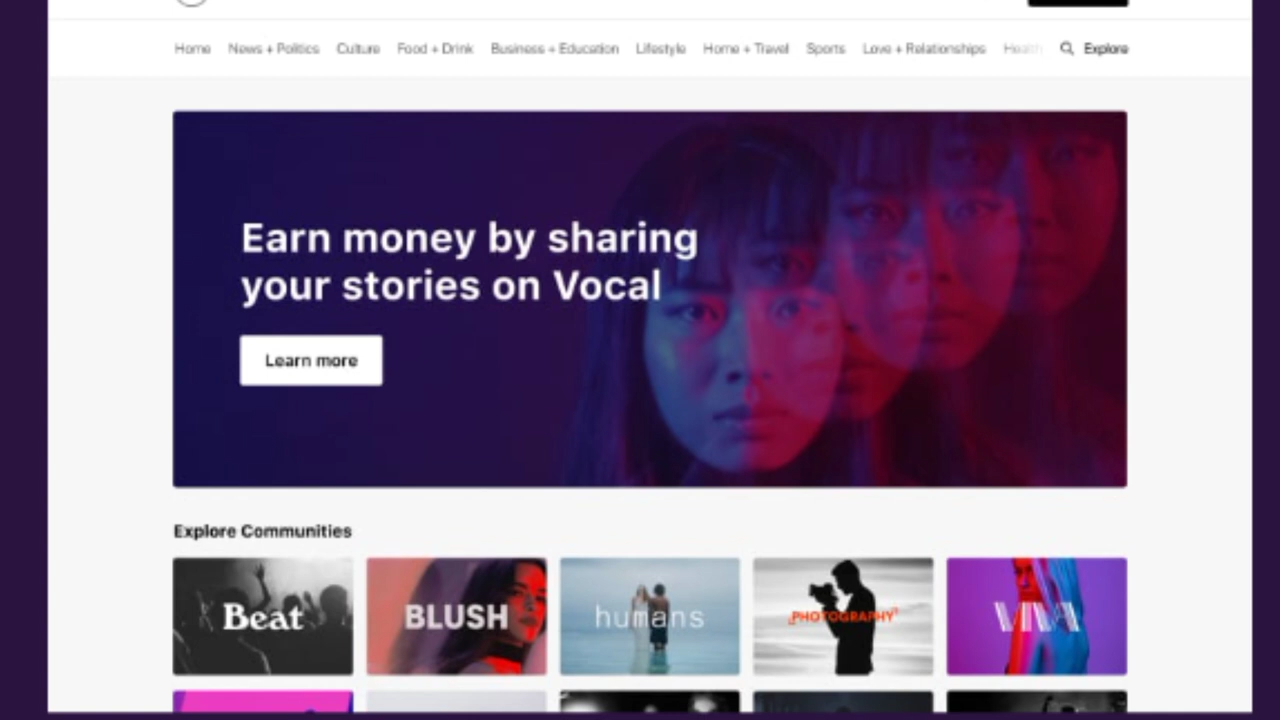 Home News + Politics Culture Food + Drink Business + Education Lifestyle Home + Travel Sports Love + Relationships Health Explore
Earn money by sharing
your stories on Vocal
Learn more
Explore Communities
Beat BLUSH humans PHOTOGRAPHY VIVA